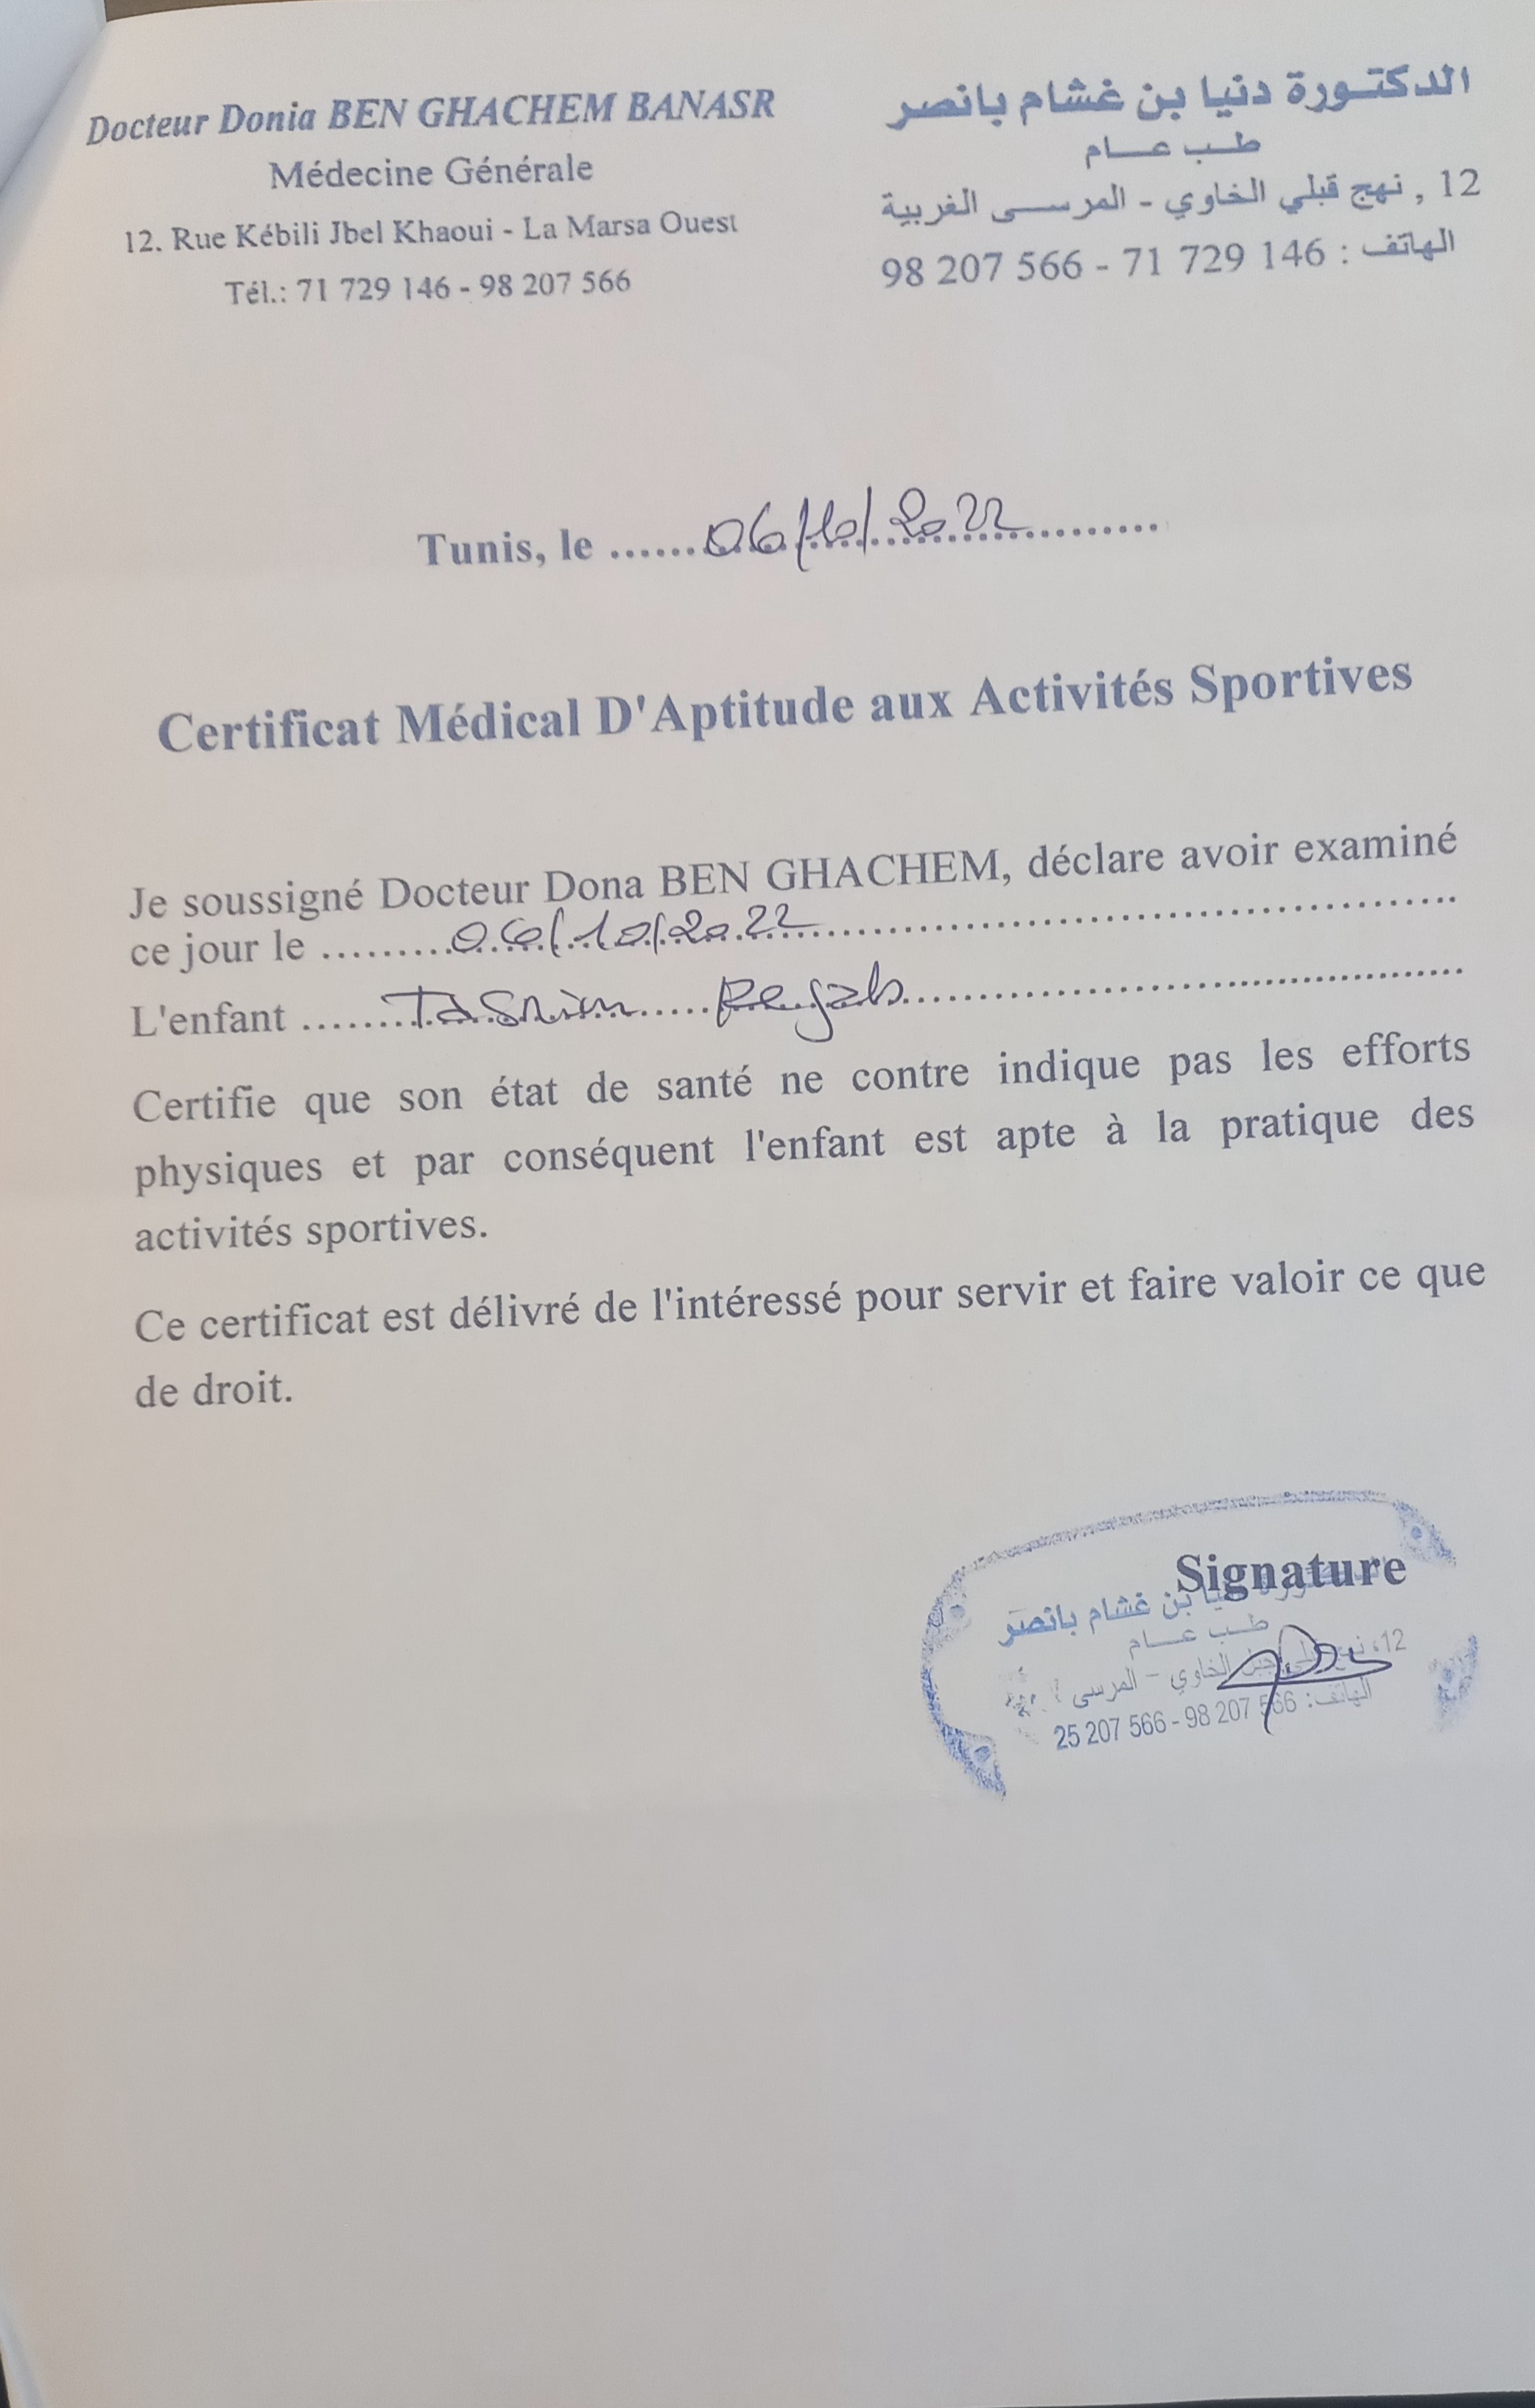 Docteur Donia BEN GHACHEM BANASR
Médecine Générale
12. Rue Kébili Jbel Khaoui - La Marsa Ouest
Tél.: 71 729 146 - 98 207 566
الدكتورة دنيا بن غشام بانصر
طب عام
12 , نهج قبلي الخاوي - المرسى الغربية
الهاتف : 146 729 71 - 566 207 98
Tunis, le ....... 06/10/2022 ..........
Certificat Médical D'Aptitude aux Activités Sportives
Je soussigné Docteur Dona BEN GHACHEM, déclare avoir examiné
ce jour le ......... 06/10/2022 ..........
L'enfant ....... Tasnim ..... Rejab ..........
Certifie que son état de santé ne contre indique pas les efforts
physiques et par conséquent l'enfant est apte à la pratique des
activités sportives.
Ce certificat est délivré de l'intéressé pour servir et faire valoir ce que
de droit.
Signature
بن غشام بانصر
طب عام
12، الخاوي - المرسى
الهاتف: 566 207 98 - 566 207 25